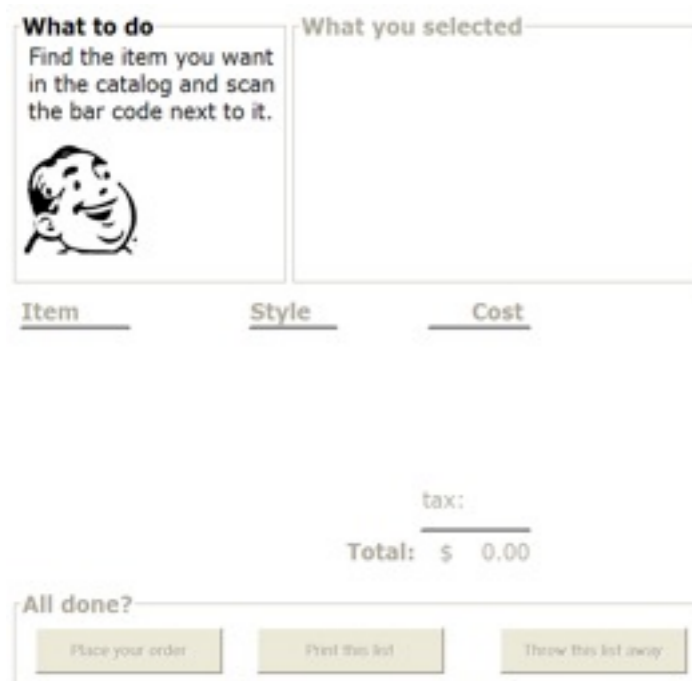 What to do
Find the item you want
in the catalog and scan
the bar code next to it.
What you selected
Item Style Cost
tax:
Total: $ 0.00
All done?
Place your order Print this list Throw this list away